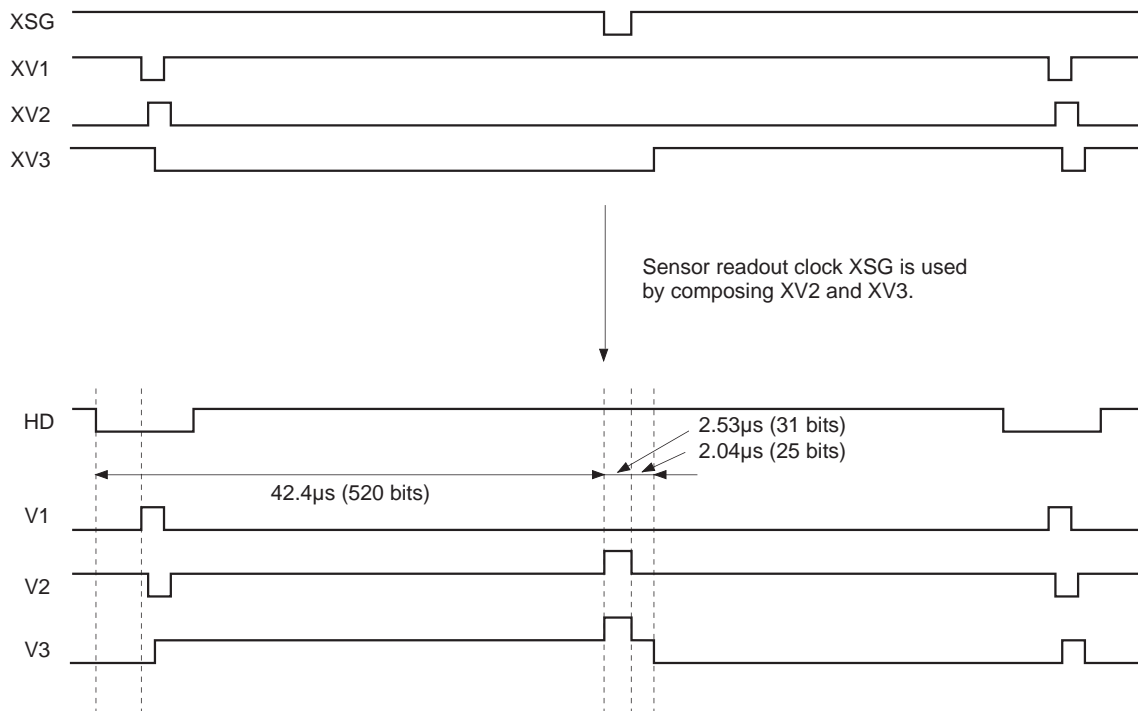 XSG
XV1
XV2
XV3
Sensor readout clock XSG is used
by composing XV2 and XV3.
HD
2.53µs (31 bits)
2.04µs (25 bits)
42.4µs (520 bits)
V1
V2
V3